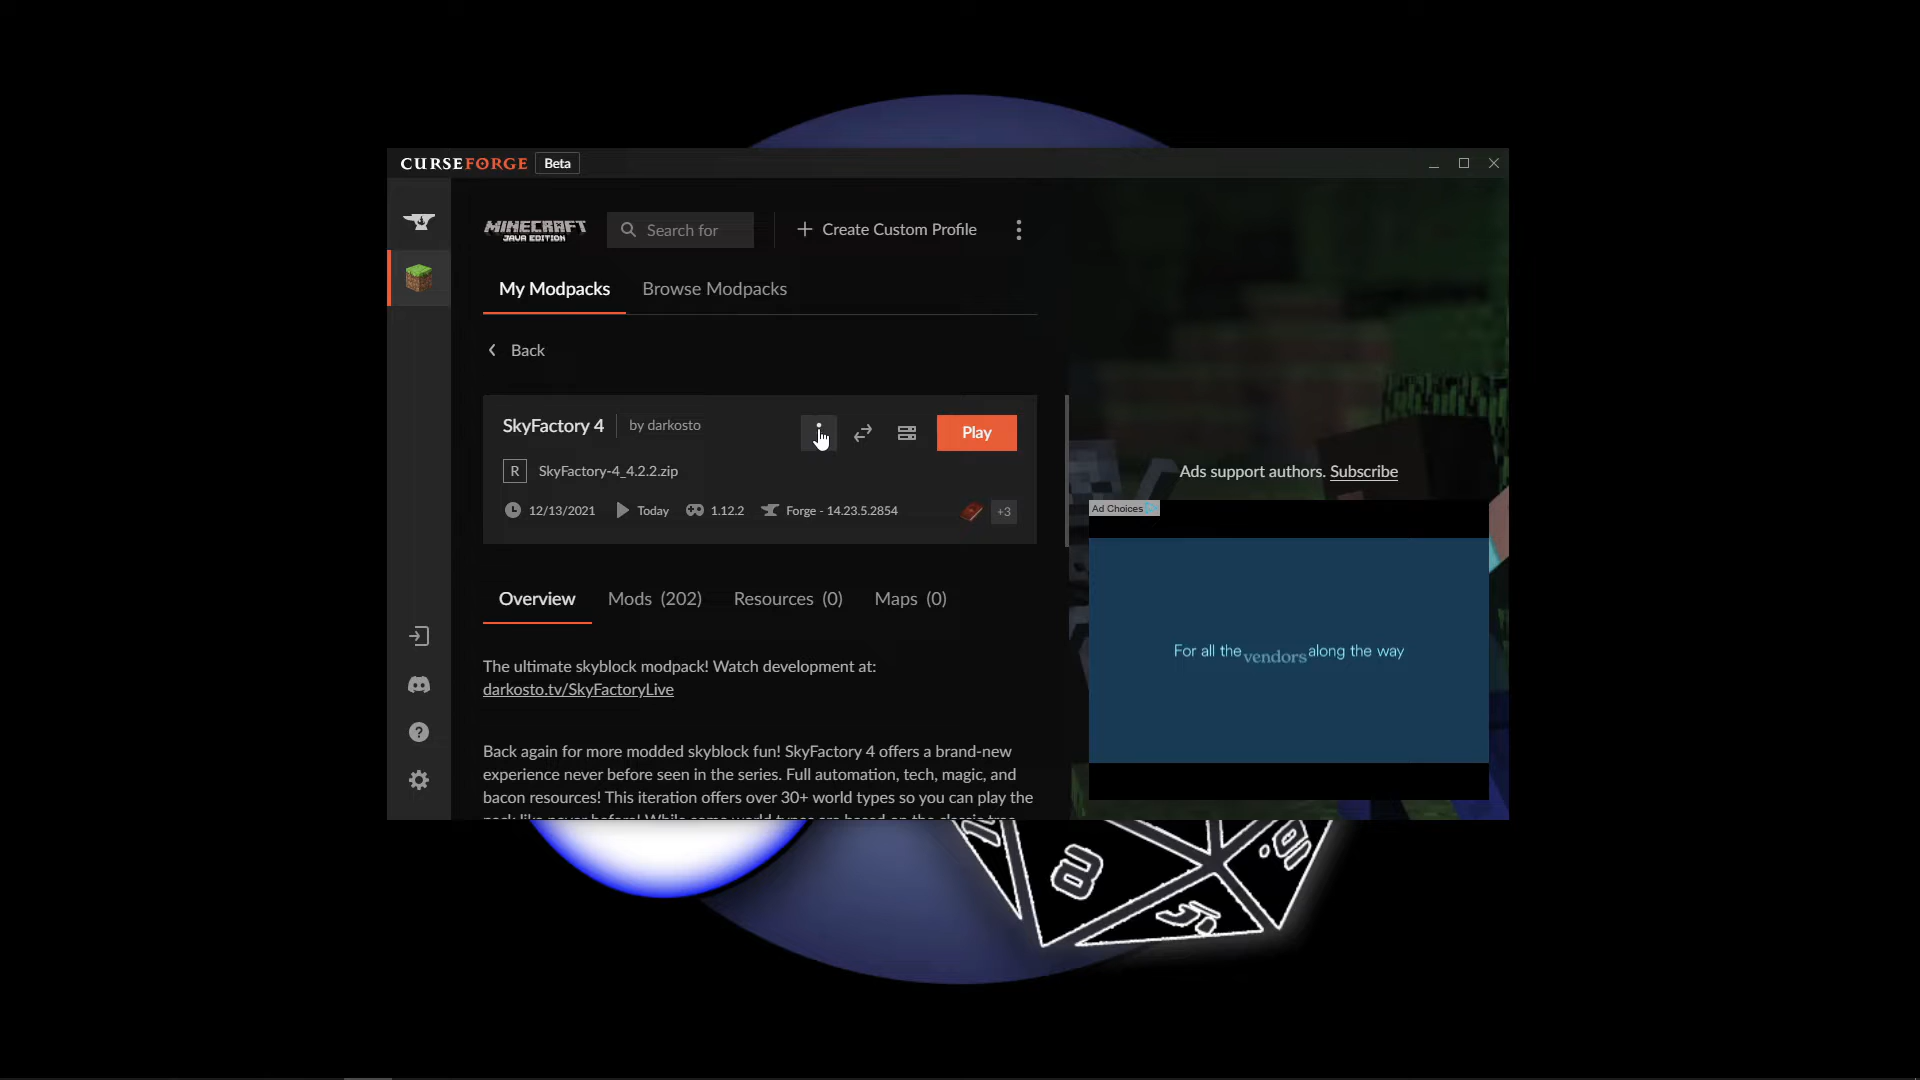 CURSEFORGE Beta
MINECRAFT
JAVA EDITION
Search for
Create Custom Profile
My Modpacks
Browse Modpacks
Back
SkyFactory 4
by darkosto
Play
R
SkyFactory-4_4.2.2.zip
12/13/2021
Today
1.12.2
Forge - 14.23.5.2854
+3
Overview
Mods (202)
Resources (0)
Maps (0)
The ultimate skyblock modpack! Watch development at:
darkosto.tv/SkyFactoryLive
Back again for more modded skyblock fun! SkyFactory 4 offers a brand-new
experience never before seen in the series. Full automation, tech, magic, and
bacon resources! This iteration offers over 30+ world types so you can play the
Ads support authors. Subscribe
Ad Choices
For all the vendors along the way